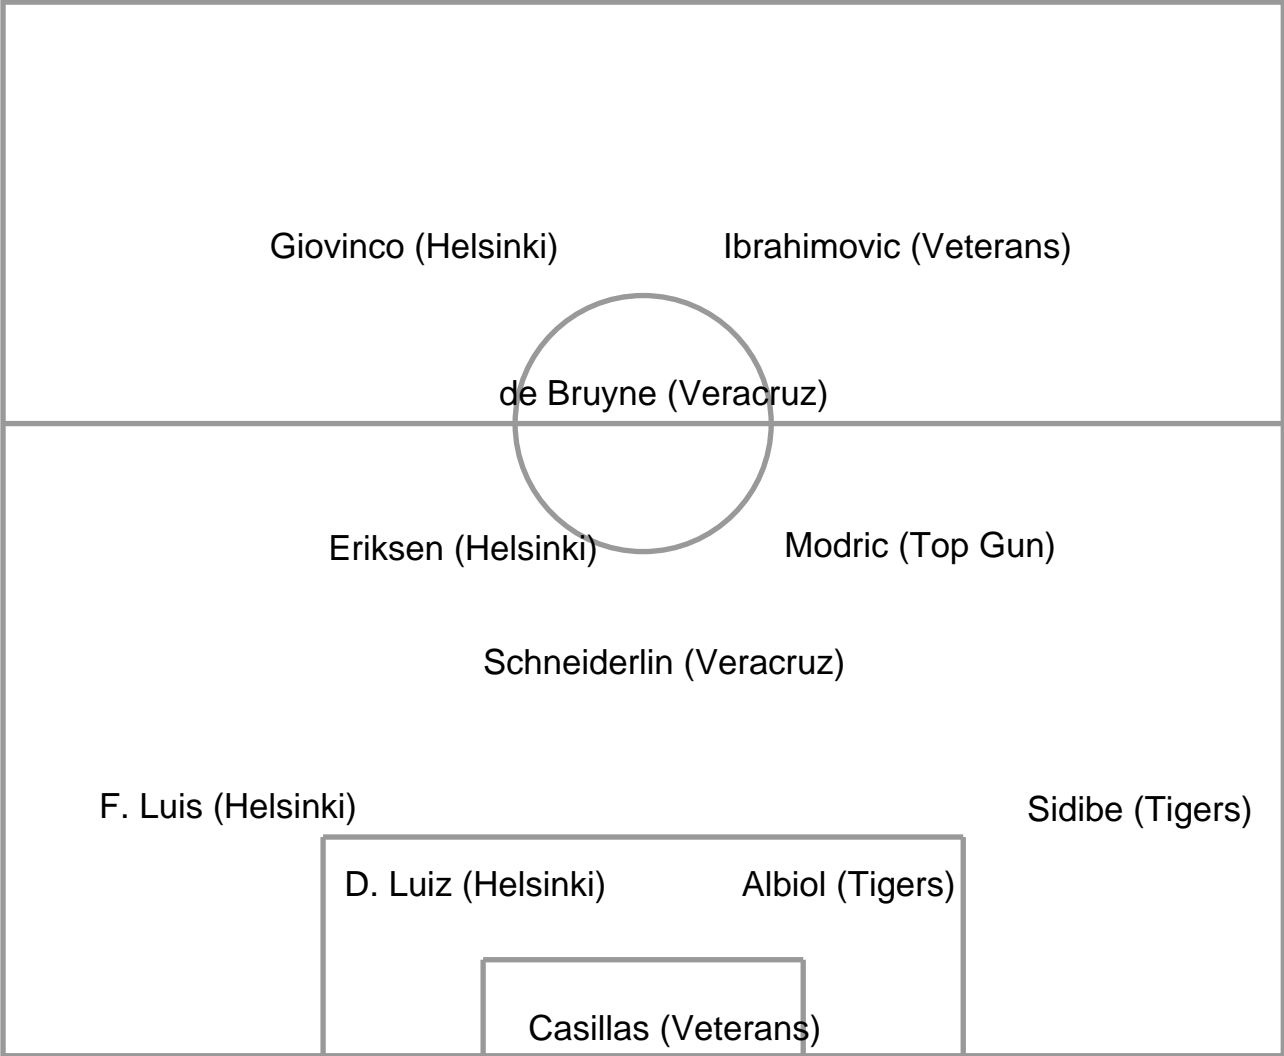 Giovinco (Helsinki)
Ibrahimovic (Veterans)
de Bruyne (Veracruz)
Eriksen (Helsinki)
Modric (Top Gun)
Schneiderlin (Veracruz)
F. Luis (Helsinki)
Sidibe (Tigers)
D. Luiz (Helsinki)
Albiol (Tigers)
Casillas (Veterans)